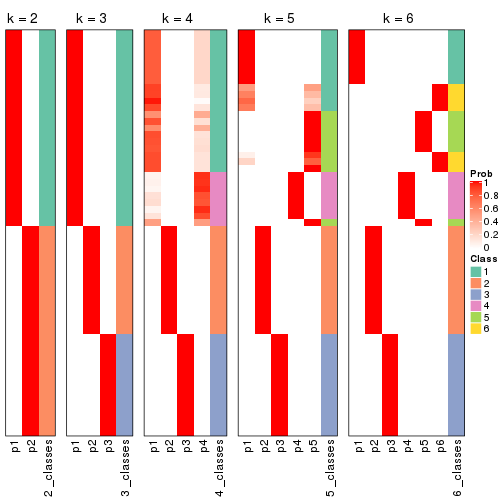 k = 2
k = 3
k = 4
k = 5
k = 6
Prob
1
0.8
0.6
0.4
0.2
0
Class
1
2
3
4
5
6
p1
p2
2_classes
p1
p2
p3
3_classes
p1
p2
p3
p4
4_classes
p1
p2
p3
p4
p5
5_classes
p1
p2
p3
p4
p5
p6
6_classes